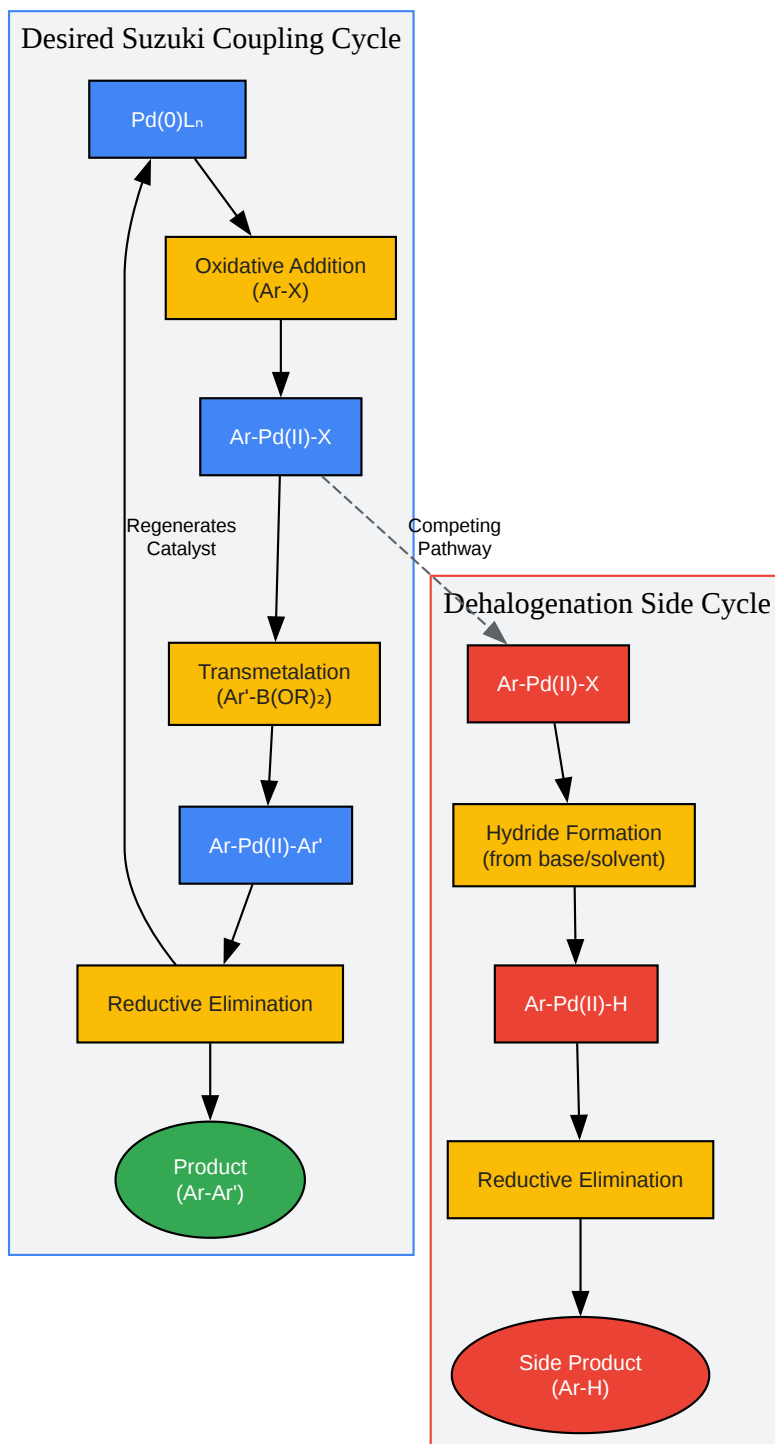 Desired Suzuki Coupling Cycle
Pd(0)Lₙ
Oxidative Addition
(Ar-X)
Ar-Pd(II)-X
Regenerates
Catalyst
Competing
Pathway
Transmetalation
(Ar'-B(OR)₂)
Ar-Pd(II)-Ar'
Reductive Elimination
Product
(Ar-Ar')
Dehalogenation Side Cycle
Ar-Pd(II)-X
Hydride Formation
(from base/solvent)
Ar-Pd(II)-H
Reductive Elimination
Side Product
(Ar-H)